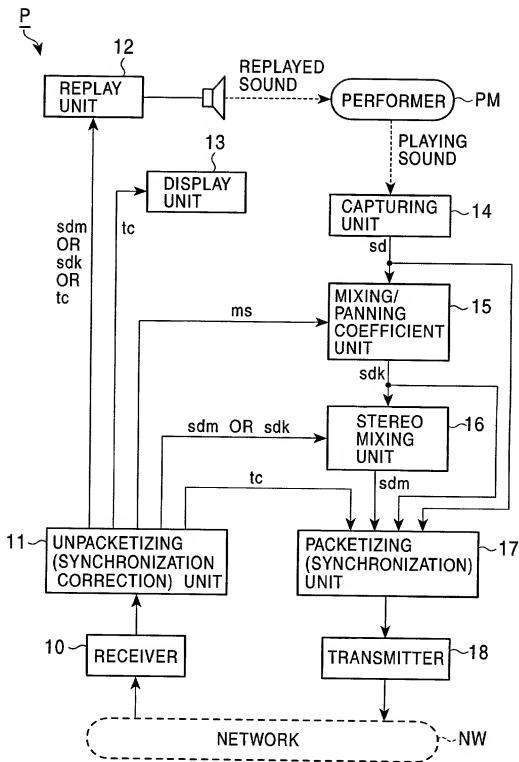 P
12
REPLAY
UNIT
REPLAYED
SOUND
PERFORMER
PM
PLAYING
SOUND
13
DISPLAY
UNIT
CAPTURING
UNIT
14
sd
sdm
OR
sdk
OR
tc
tc
ms
MIXING/
PANNING
COEFFICIENT
UNIT
15
sdk
sdm OR sdk
STEREO
MIXING
UNIT
16
sdm
tc
11
UNPACKETIZING
(SYNCHRONIZATION
CORRECTION) UNIT
PACKETIZING
(SYNCHRONIZATION)
UNIT
17
10
RECEIVER
TRANSMITTER
18
NETWORK
NW